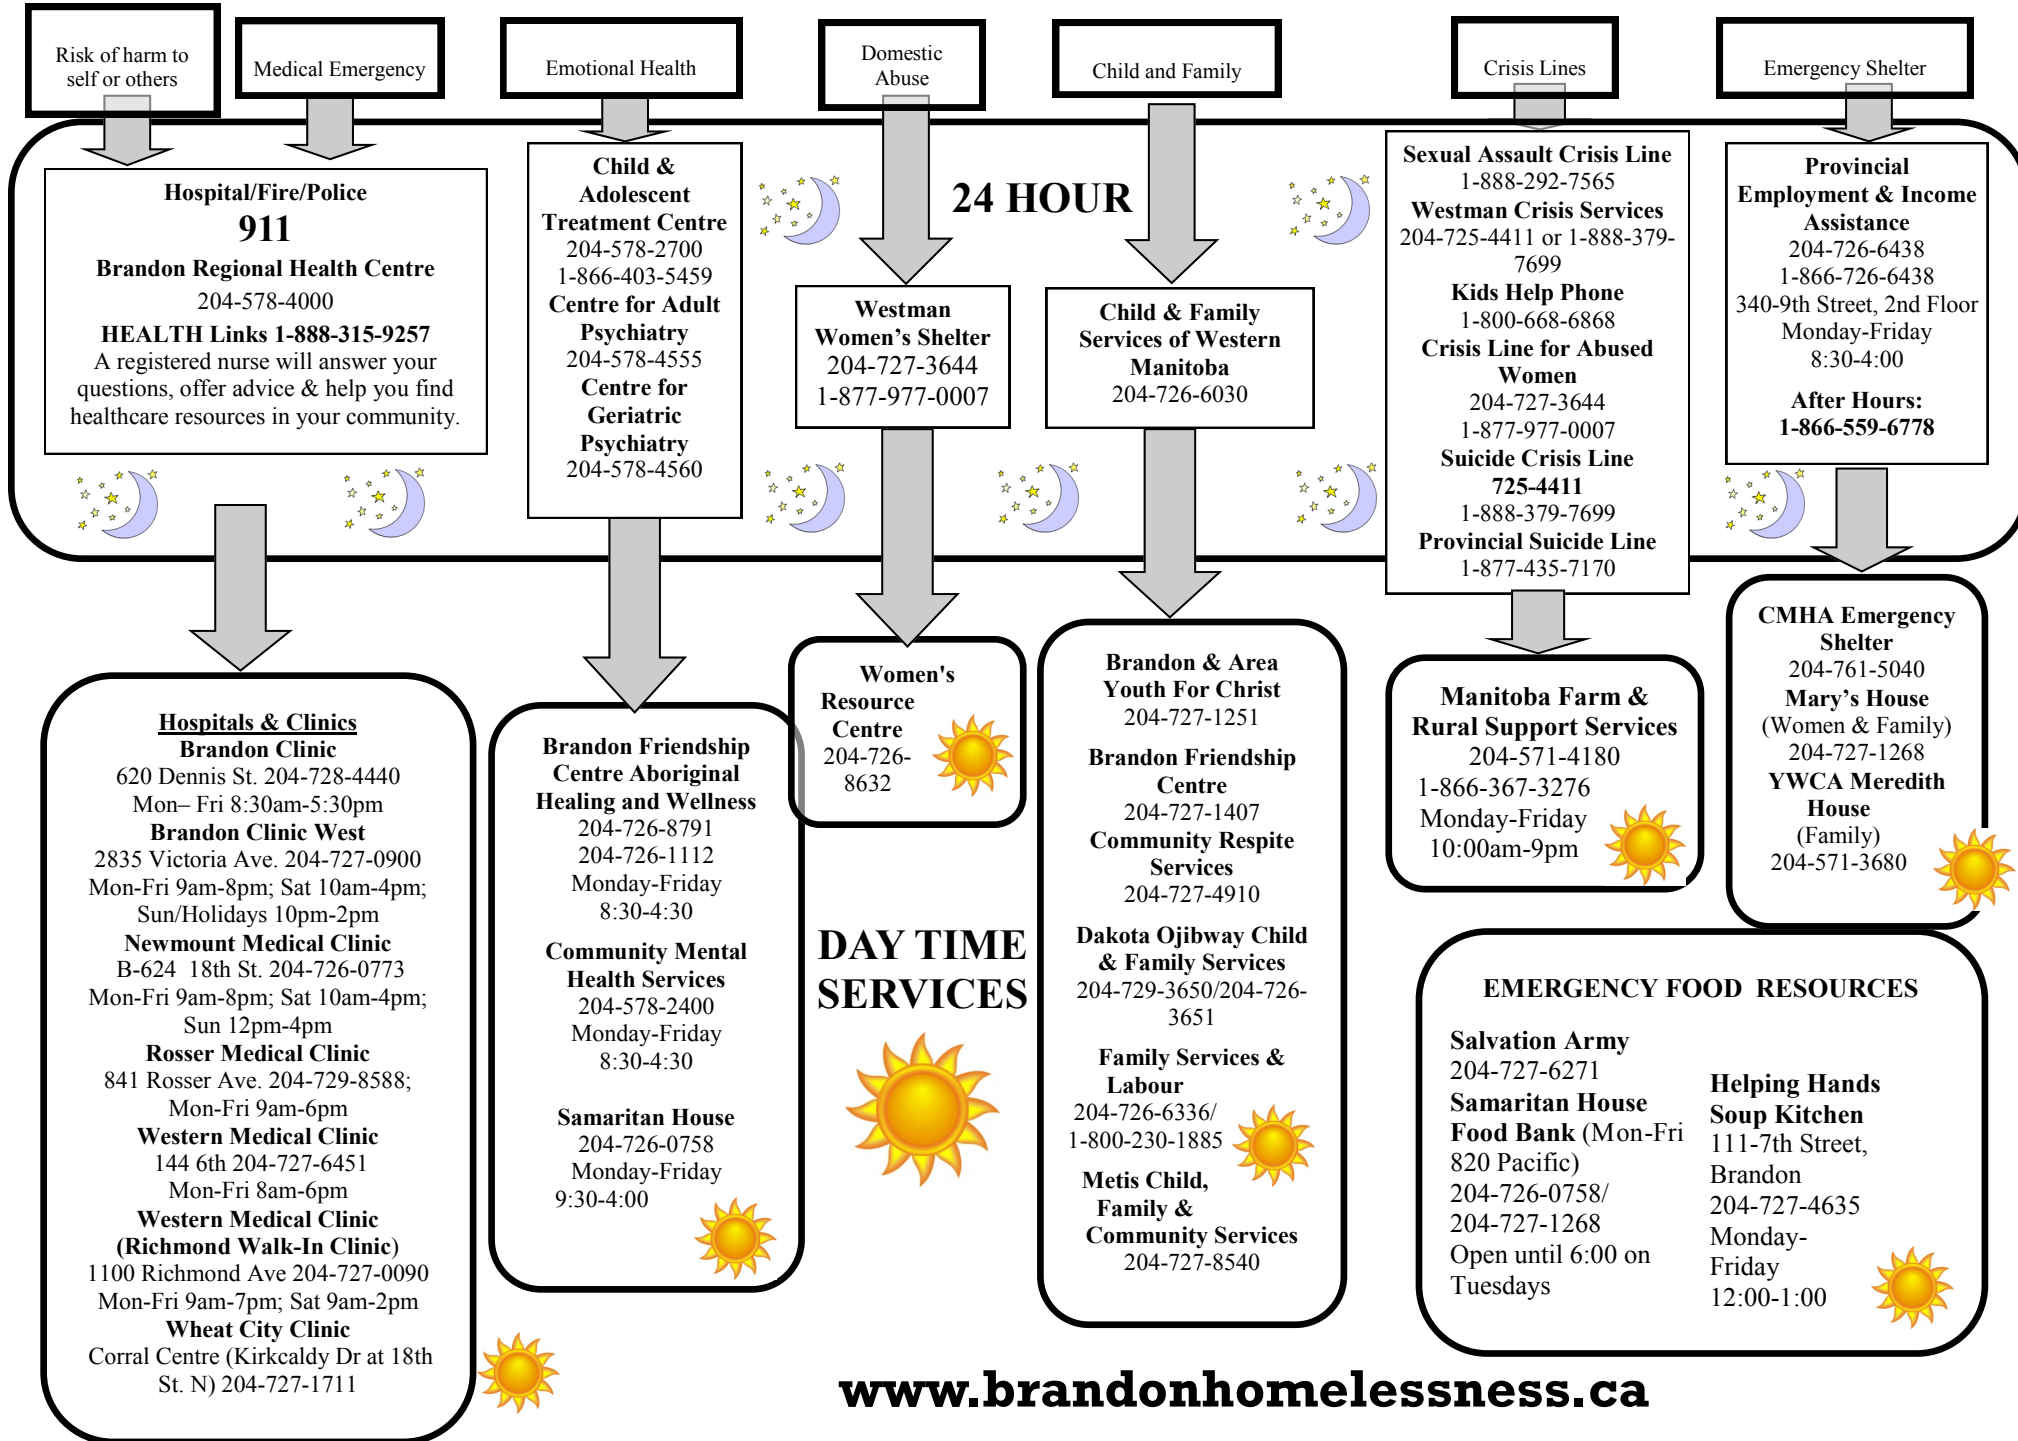 Risk of harm to
self or others
Medical Emergency
Emotional Health
Domestic
Abuse
Child and Family
Crisis Lines
Emergency Shelter
24 HOUR
Hospital/Fire/Police
911
Brandon Regional Health Centre
204-578-4000
HEALTH Links 1-888-315-9257
A registered nurse will answer your
questions, offer advice & help you find
healthcare resources in your community.
Child &
Adolescent
Treatment Centre
204-578-2700
1-866-403-5459
Centre for Adult
Psychiatry
204-578-4555
Centre for
Geriatric
Psychiatry
204-578-4560
Westman
Women's Shelter
204-727-3644
1-877-977-0007
Child & Family
Services of Western
Manitoba
204-726-6030
Sexual Assault Crisis Line
1-888-292-7565
Westman Crisis Services
204-725-4411 or 1-888-379-
7699
Kids Help Phone
1-800-668-6868
Crisis Line for Abused
Women
204-727-3644
1-877-977-0007
Suicide Crisis Line
725-4411
1-888-379-7699
Provincial Suicide Line
1-877-435-7170
Provincial
Employment & Income
Assistance
204-726-6438
1-866-726-6438
340-9th Street, 2nd Floor
Monday-Friday
8:30-4:00
After Hours:
1-866-559-6778
Hospitals & Clinics
Brandon Clinic
620 Dennis St. 204-728-4440
Mon– Fri 8:30am-5:30pm
Brandon Clinic West
2835 Victoria Ave. 204-727-0900
Mon-Fri 9am-8pm; Sat 10am-4pm;
Sun/Holidays 10pm-2pm
Newmount Medical Clinic
B-624  18th St. 204-726-0773
Mon-Fri 9am-8pm; Sat 10am-4pm;
Sun 12pm-4pm
Rosser Medical Clinic
841 Rosser Ave. 204-729-8588;
Mon-Fri 9am-6pm
Western Medical Clinic
144 6th 204-727-6451
Mon-Fri 8am-6pm
Western Medical Clinic
(Richmond Walk-In Clinic)
1100 Richmond Ave 204-727-0090
Mon-Fri 9am-7pm; Sat 9am-2pm
Wheat City Clinic
Corral Centre (Kirkcaldy Dr at 18th
St. N) 204-727-1711
Brandon Friendship
Centre Aboriginal
Healing and Wellness
204-726-8791
204-726-1112
Monday-Friday
8:30-4:30
Community Mental
Health Services
204-578-2400
Monday-Friday
8:30-4:30
Samaritan House
204-726-0758
Monday-Friday
9:30-4:00
Women's
Resource
Centre
204-726-
8632
DAY TIME
SERVICES
Brandon & Area
Youth For Christ
204-727-1251
Brandon Friendship
Centre
204-727-1407
Community Respite
Services
204-727-4910
Dakota Ojibway Child
& Family Services
204-729-3650/204-726-
3651
Family Services &
Labour
204-726-6336/
1-800-230-1885
Metis Child,
Family &
Community Services
204-727-8540
Manitoba Farm &
Rural Support Services
204-571-4180
1-866-367-3276
Monday-Friday
10:00am-9pm
CMHA Emergency
Shelter
204-761-5040
Mary's House
(Women & Family)
204-727-1268
YWCA Meredith
House
(Family)
204-571-3680
EMERGENCY FOOD  RESOURCES
Salvation Army
204-727-6271
Samaritan House
Food Bank (Mon-Fri
820 Pacific)
204-726-0758/
204-727-1268
Open until 6:00 on
Tuesdays
Helping Hands
Soup Kitchen
111-7th Street,
Brandon
204-727-4635
Monday-
Friday
12:00-1:00
www.brandonhomelessness.ca